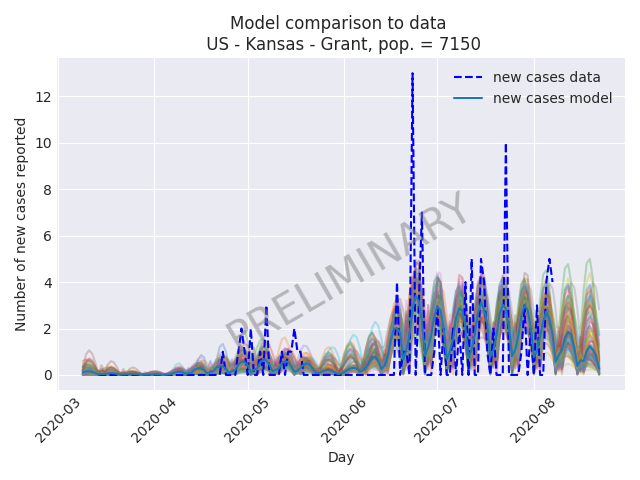 Model comparison to data
US - Kansas - Grant, pop. = 7150
new cases data
new cases model
PRELIMINARY
Number of new cases reported
12
10
8
6
4
2
0
2020-03
2020-04
2020-05
2020-06
2020-07
2020-08
Day